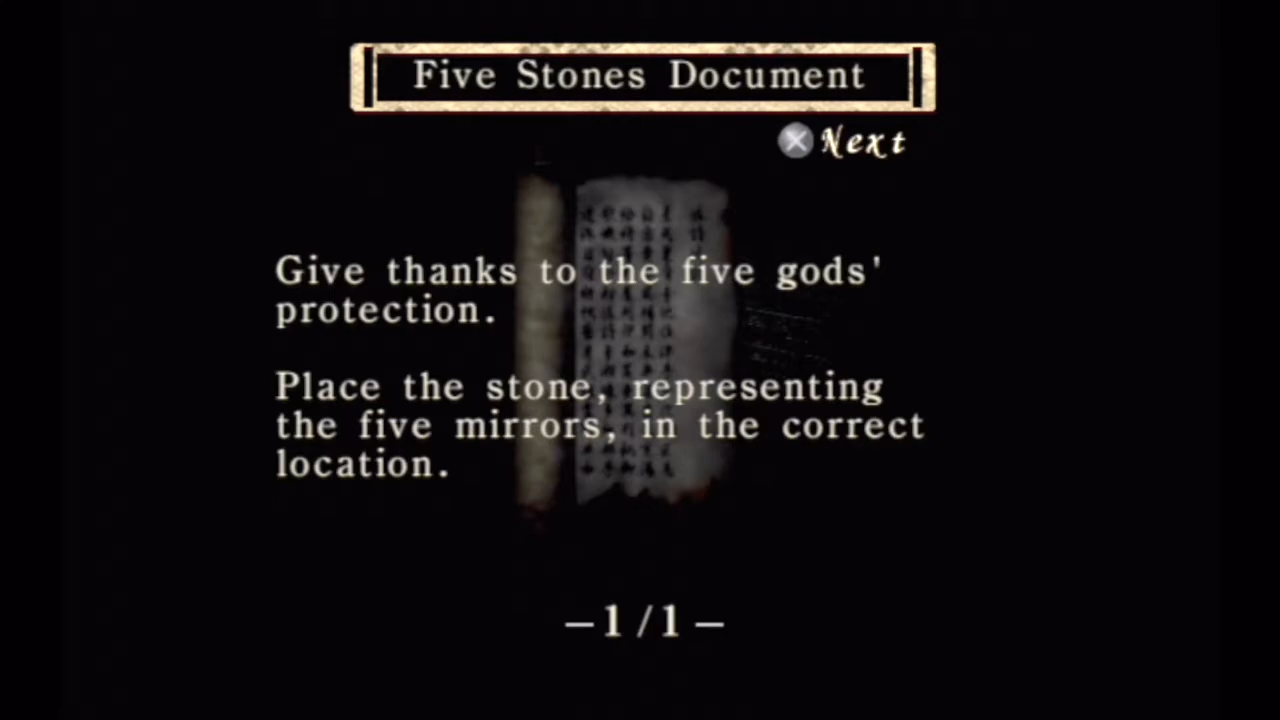 Five Stones Document
Next
Give thanks to the five gods'
protection.
Place the stone, representing
the five mirrors, in the correct
location.
–1/1–